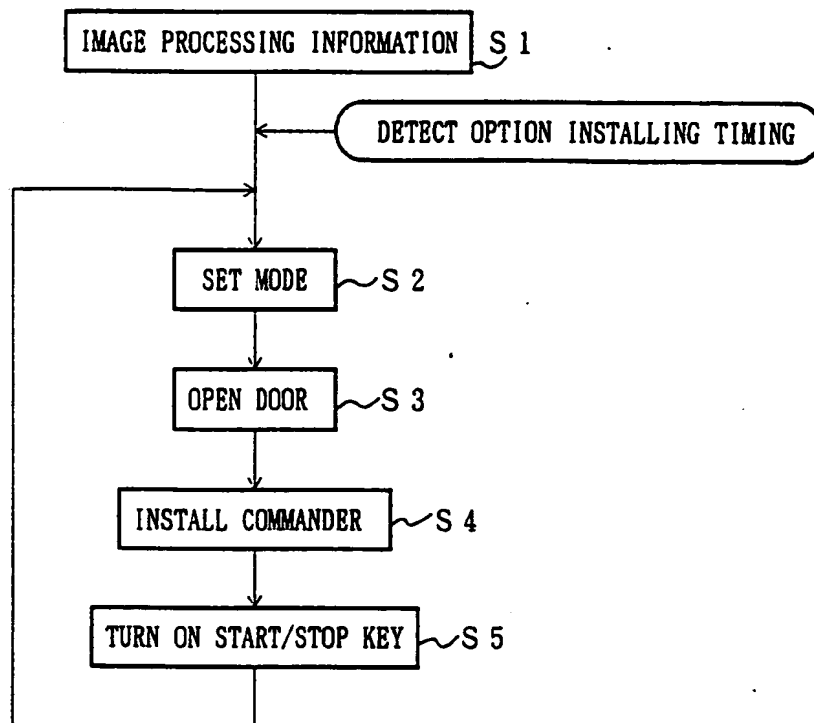 IMAGE PROCESSING INFORMATION S 1
DETECT OPTION INSTALLING TIMING
SET MODE S 2
OPEN DOOR S 3
INSTALL COMMANDER S 4
TURN ON START/STOP KEY S 5